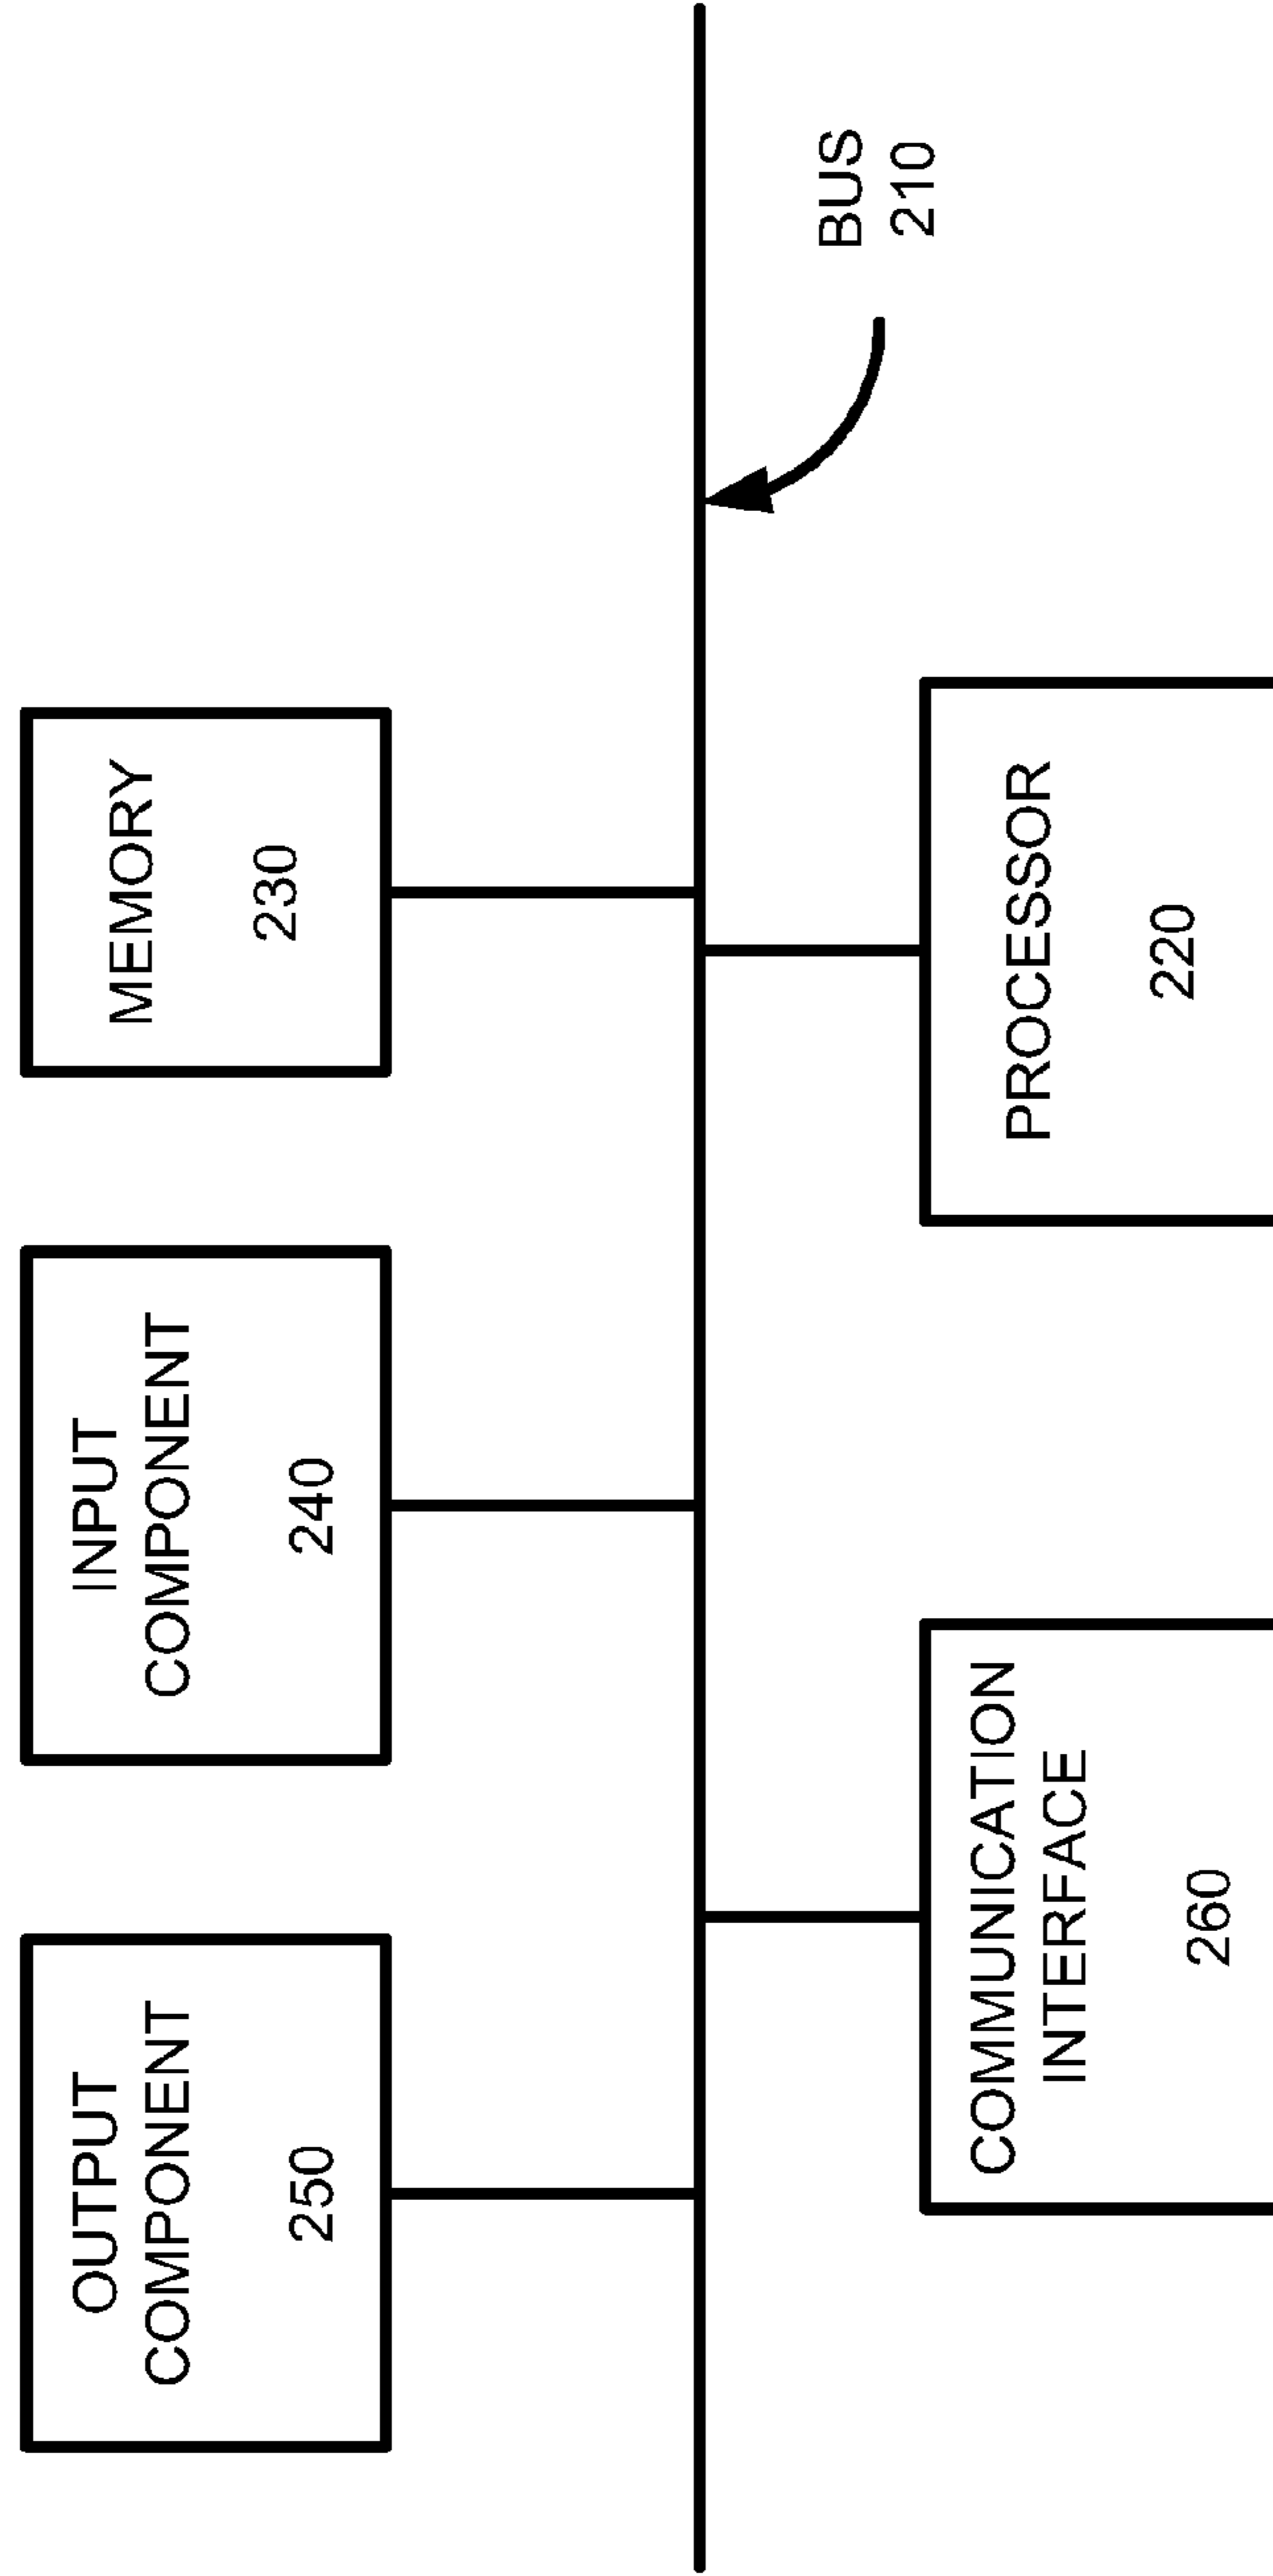 OUTPUT
COMPONENT
250
INPUT
COMPONENT
240
MEMORY
230
BUS
210
COMMUNICATION
INTERFACE
260
PROCESSOR
220